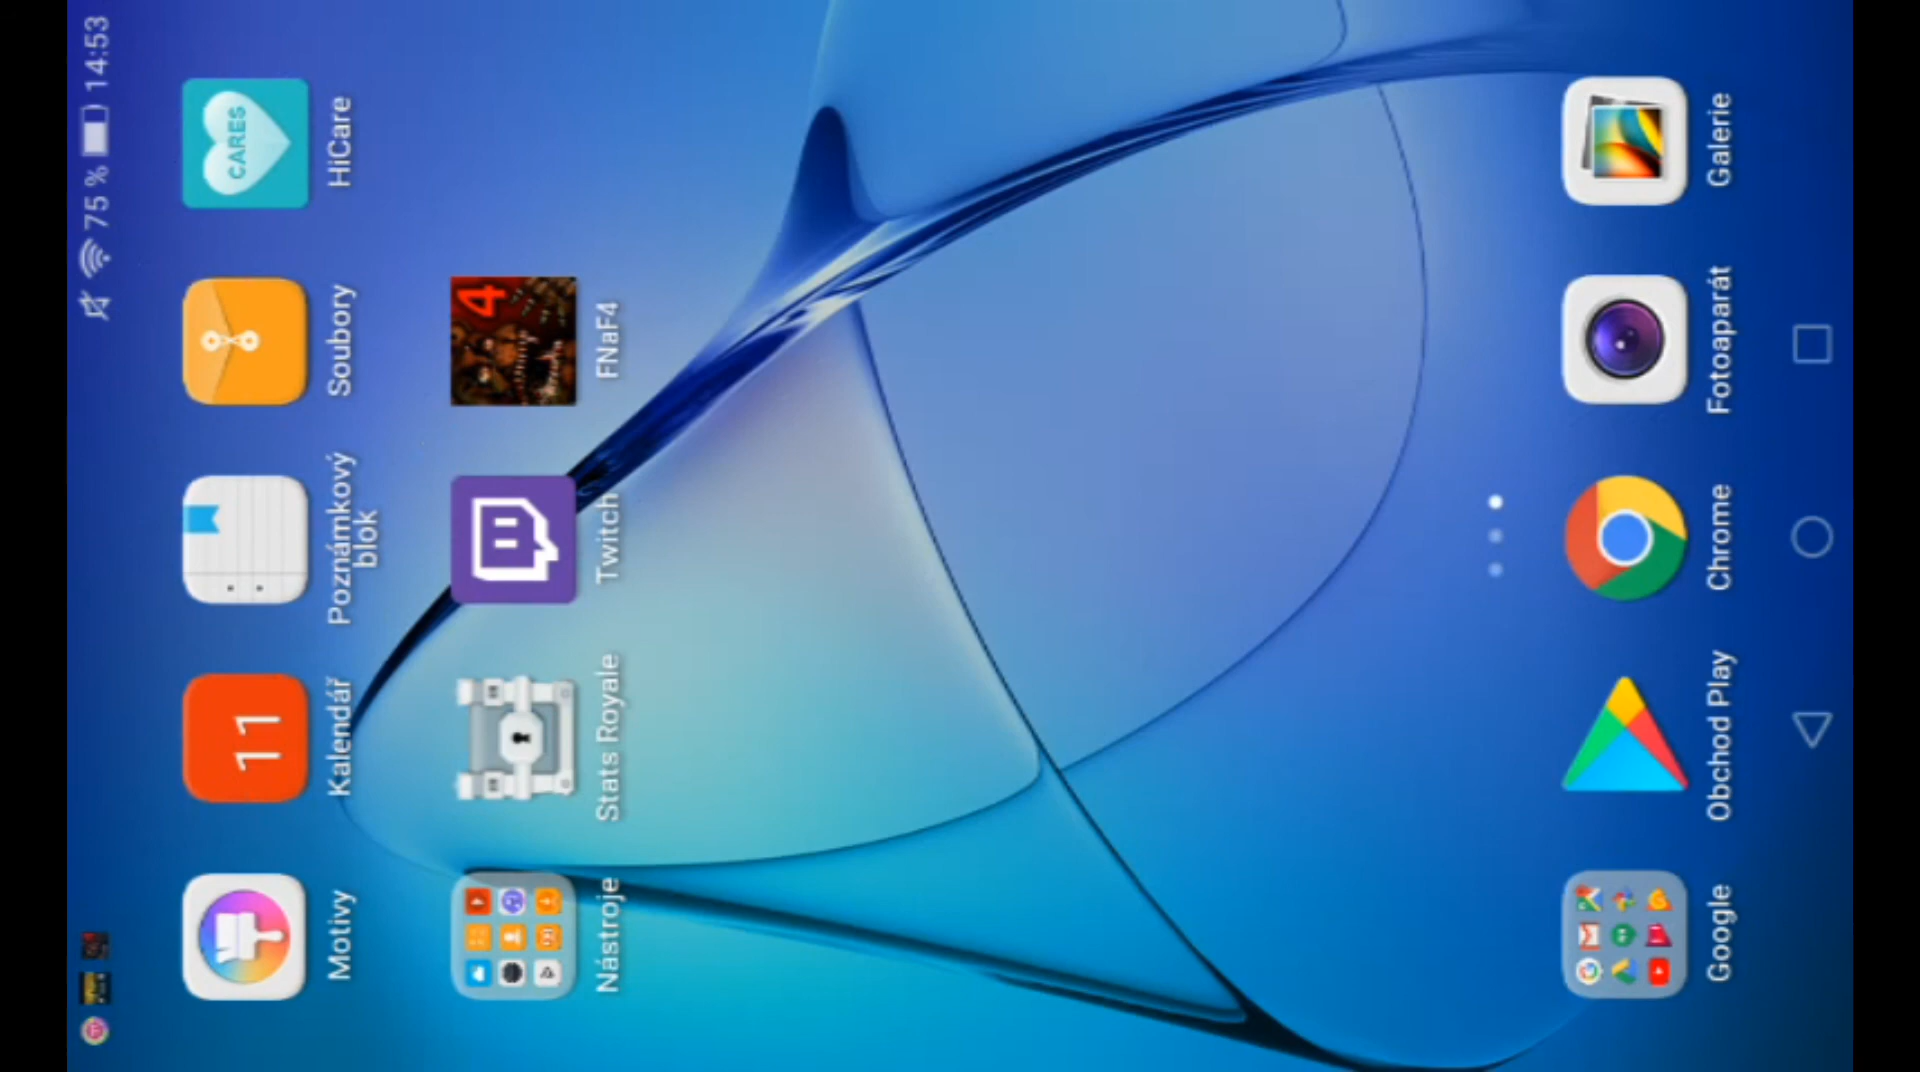 75 % 14:53
11
CARES
Motivy
Kalendář
Poznámkový
blok
Soubory
HiCare
4
Nástroje
Stats Royale
Twitch
FNaF4
Google
Obchod Play
Chrome
Fotoaparát
Galerie